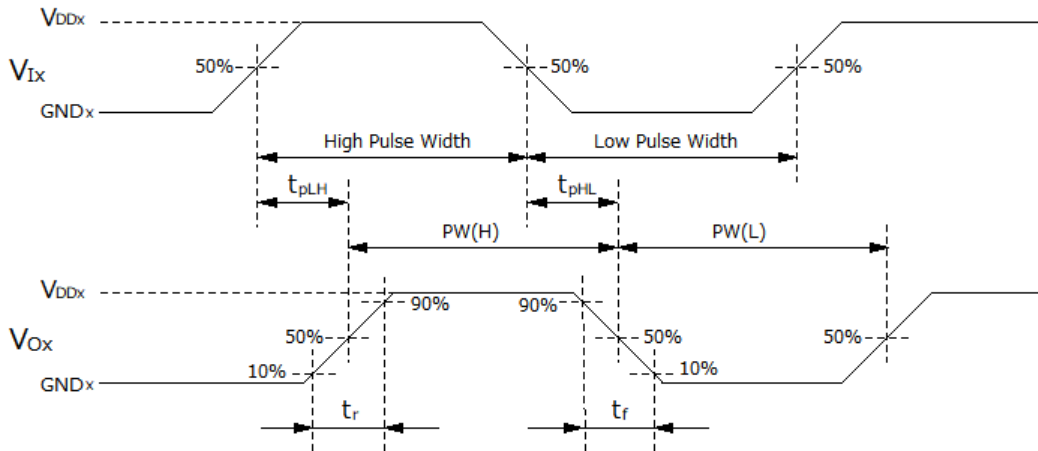 VDDx
VIx
50%
50%
50%
GNDx
High Pulse Width
Low Pulse Width
tpLH
tpHL
PW(H)
PW(L)
VDDx
90%
90%
VOx
50%
50%
50%
10%
10%
GNDx
tr
tf